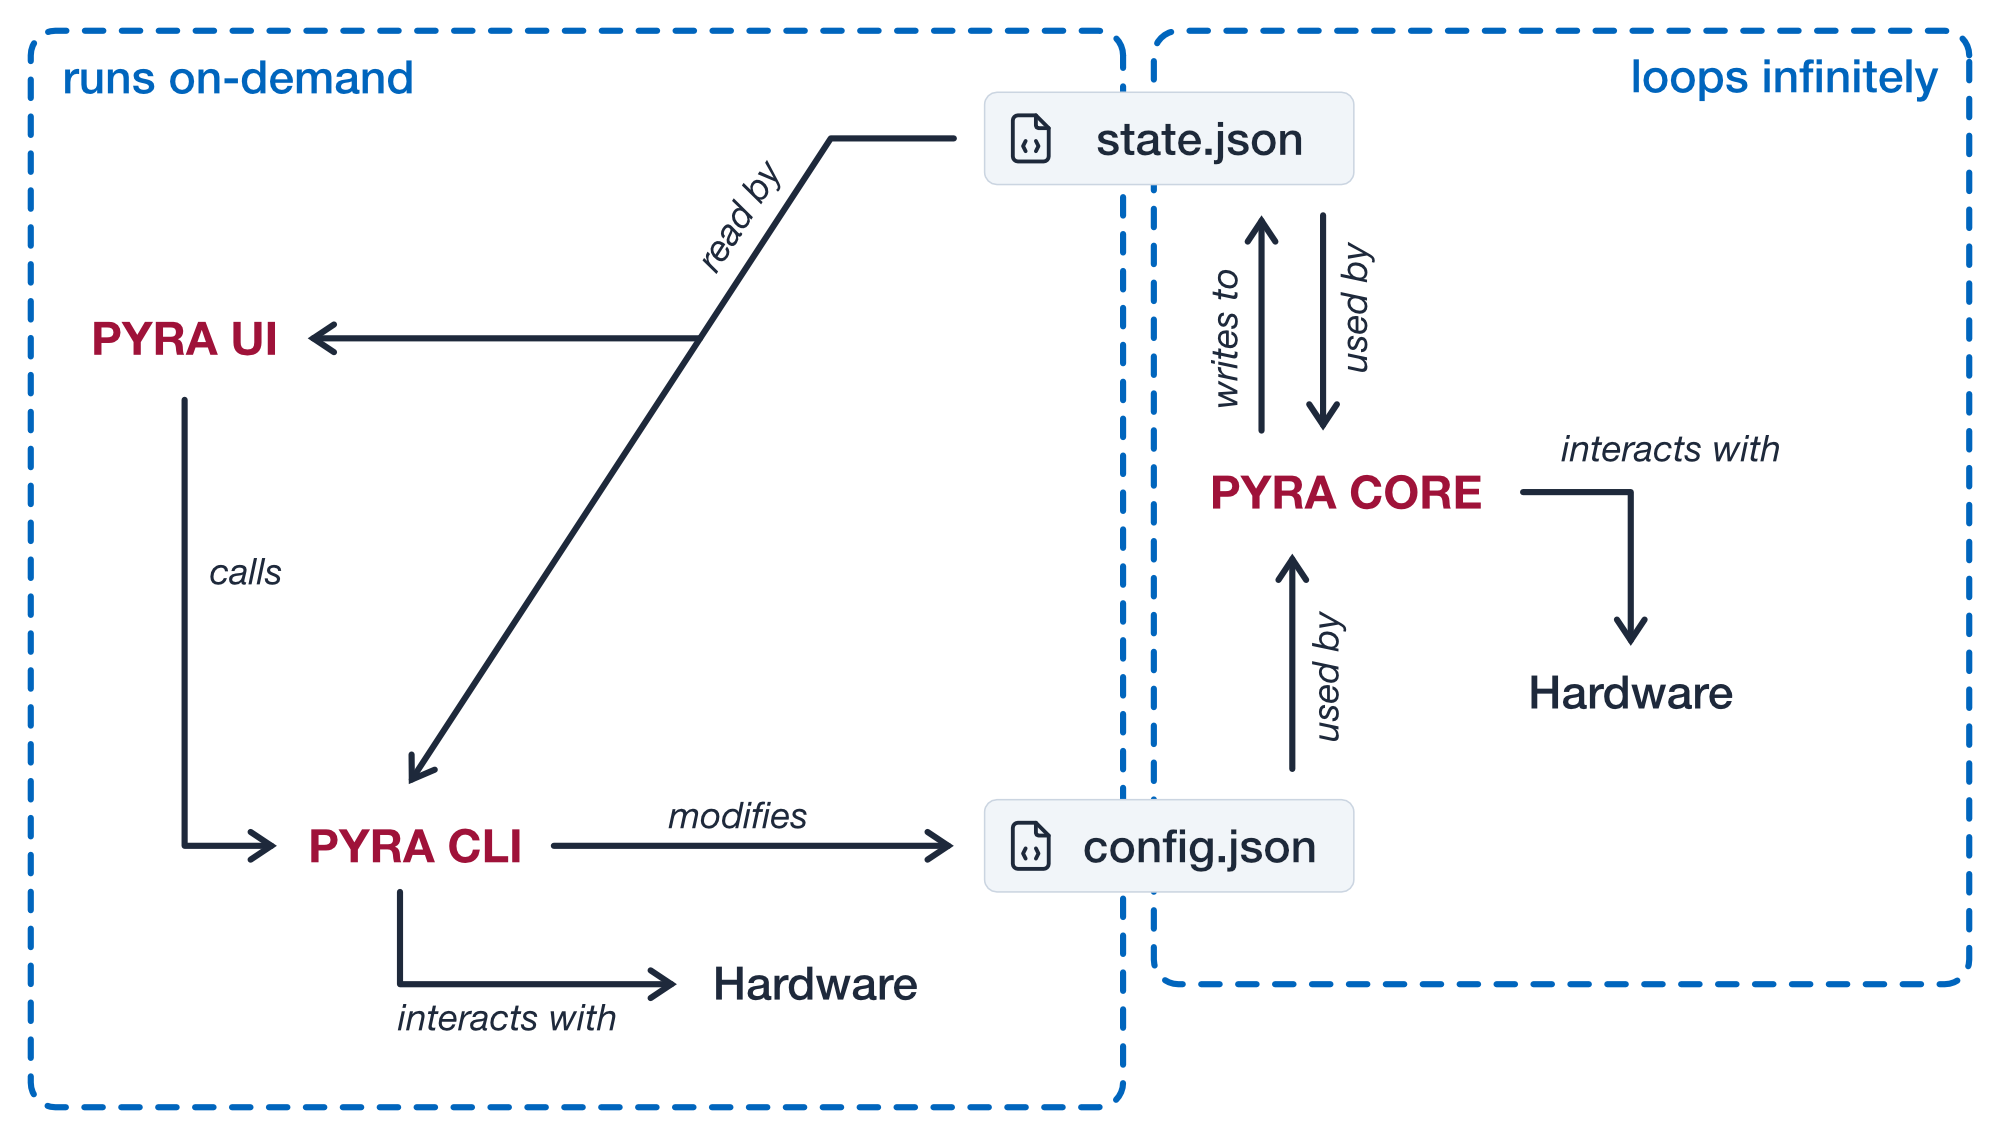 runs on-demand
loops infinitely
state.json
read by
writes to
used by
PYRA UI
interacts with
PYRA CORE
calls
used by
Hardware
modifies
PYRA CLI
config.json
Hardware
interacts with